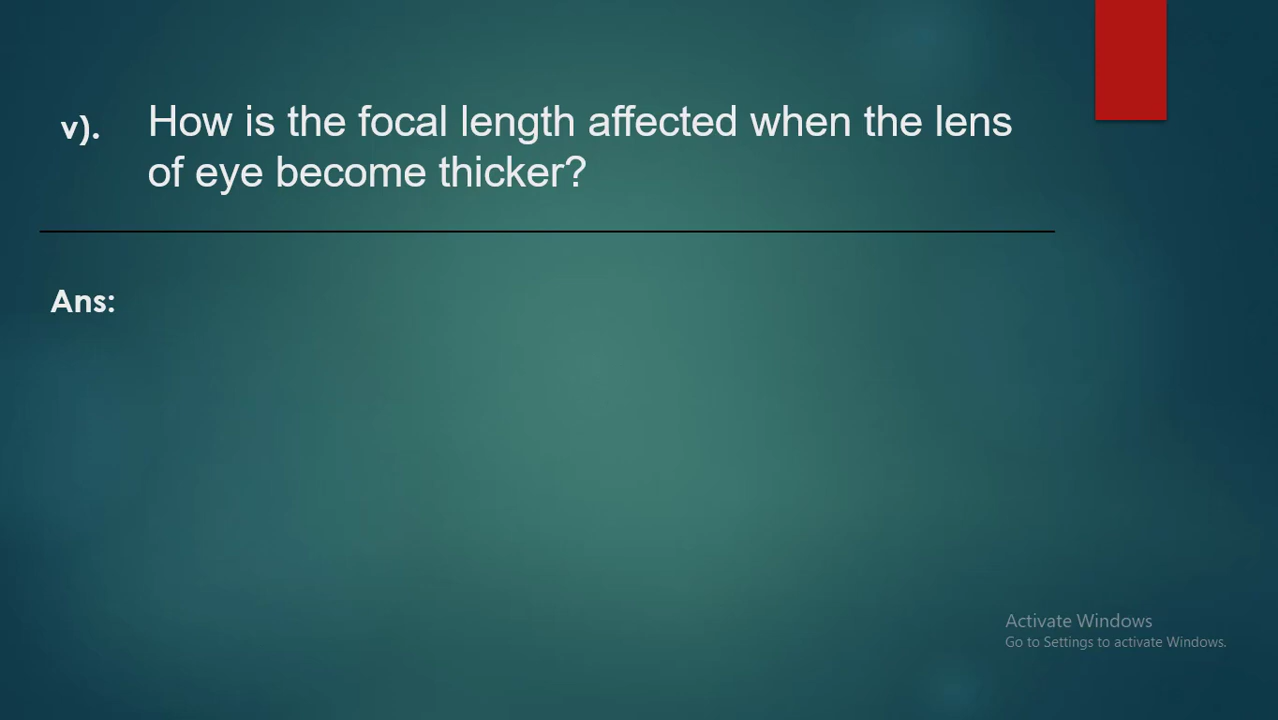 v). How is the focal length affected when the lens
of eye become thicker?
Ans:
Activate Windows
Go to Settings to activate Windows.